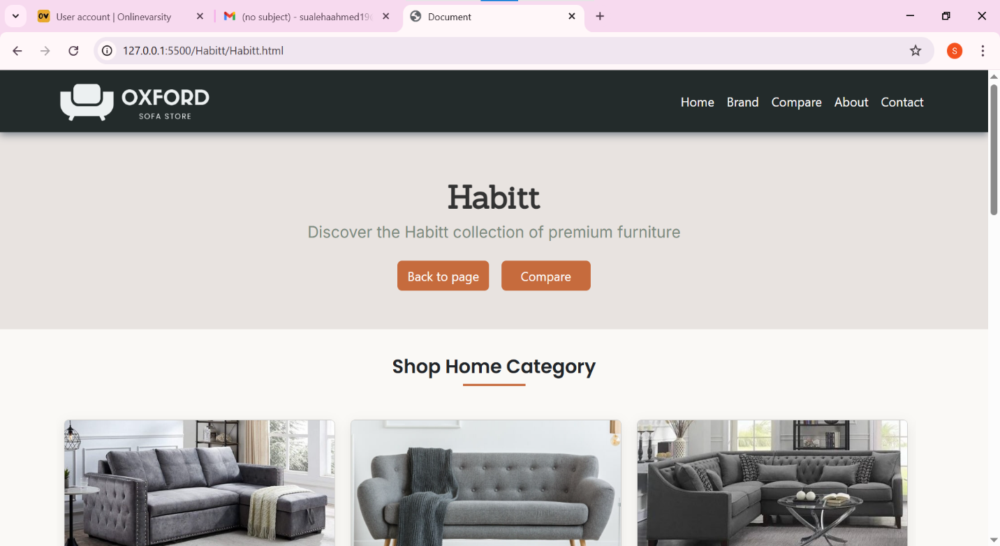 OV User account | Onlinevarsity
(no subject) - sualehaahmed19
Document
127.0.0.1:5500/Habitt/Habitt.html
S
OXFORD
SOFA STORE
Home Brand Compare About Contact
Habitt
Discover the Habitt collection of premium furniture
Back to page Compare
Shop Home Category